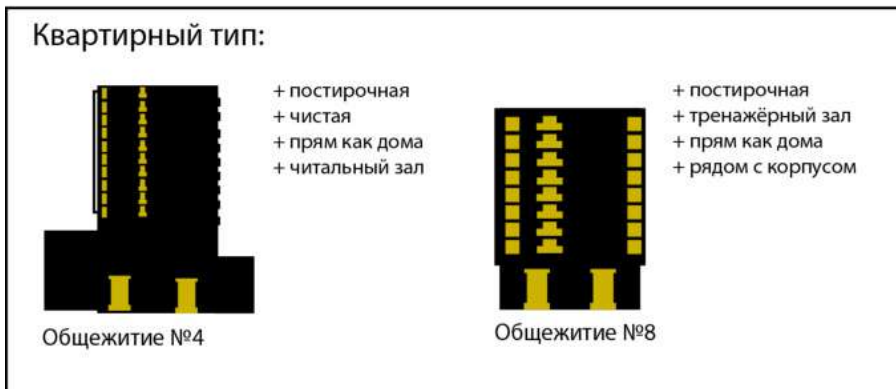 Квартирный тип:
+ постирочная
+ чистая
+ прям как дома
+ читальный зал
Общежитие №4
+ постирочная
+ тренажёрный зал
+ прям как дома
+ рядом с корпусом
Общежитие №8